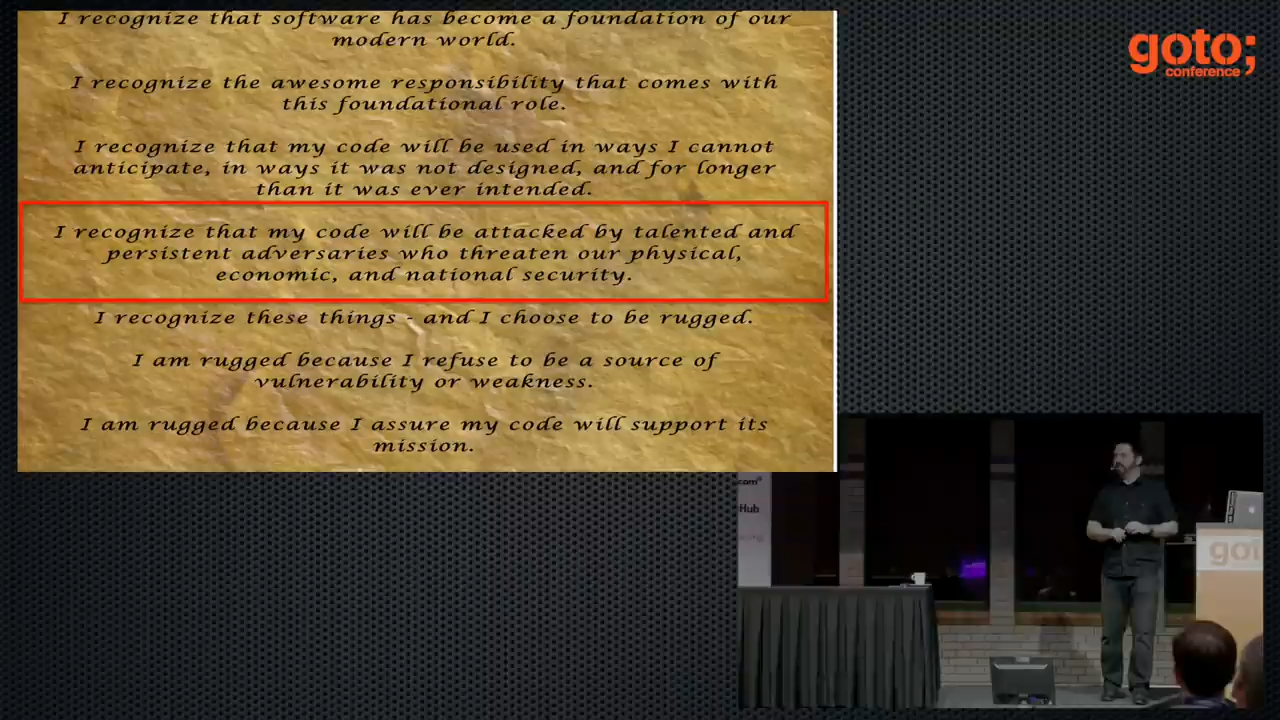 I recognize that software has become a foundation of our
modern world.
I recognize the awesome responsibility that comes with
this foundational role.
I recognize that my code will be used in ways I cannot
anticipate, in ways it was not designed, and for longer
than it was ever intended.
I recognize that my code will be attacked by talented and
persistent adversaries who threaten our physical,
economic, and national security.
I recognize these things - and I choose to be rugged.
I am rugged because I refuse to be a source of
vulnerability or weakness.
I am rugged because I assure my code will support its
mission.
goto;
conference
com
Hub
got